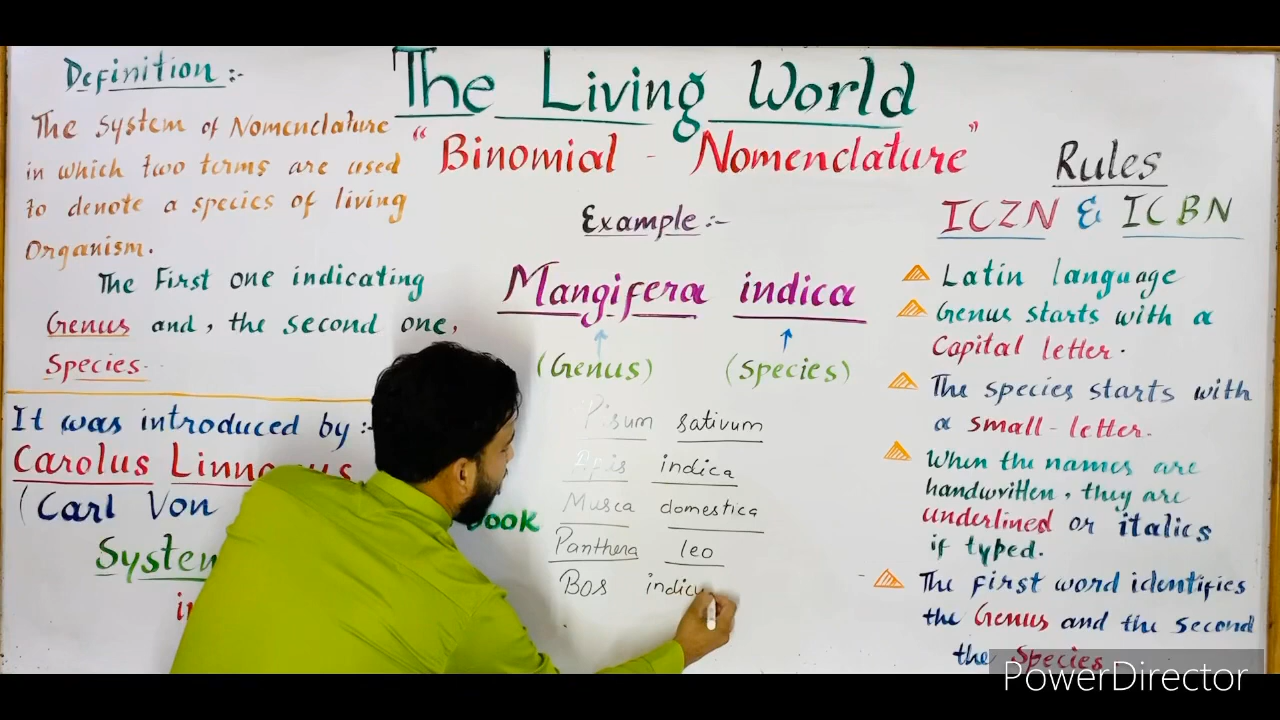 The Living World
"Binomial - Nomenclature"
Definition :-
The System of Nomenclature
in which two terms are used
to denote a species of living
Organism.
The First one indicating
Genus and, the second one,
Species.
It was introduced by :-
Carolus
(Carl Von
book
in
Example :-
Mangifera indica
(Genus) (Species)
Pisum sativum
Apis indica
Musca domestica
Panthera leo
Bos
Rules
ICZN & ICBN
Latin language
Genus starts with a
Capital letter.
The species starts with
a small-letter.
When the names are
handwritten, they are
underlined or italics
if typed.
The first word identifies
the Genus and the second
the Species
PowerDirector